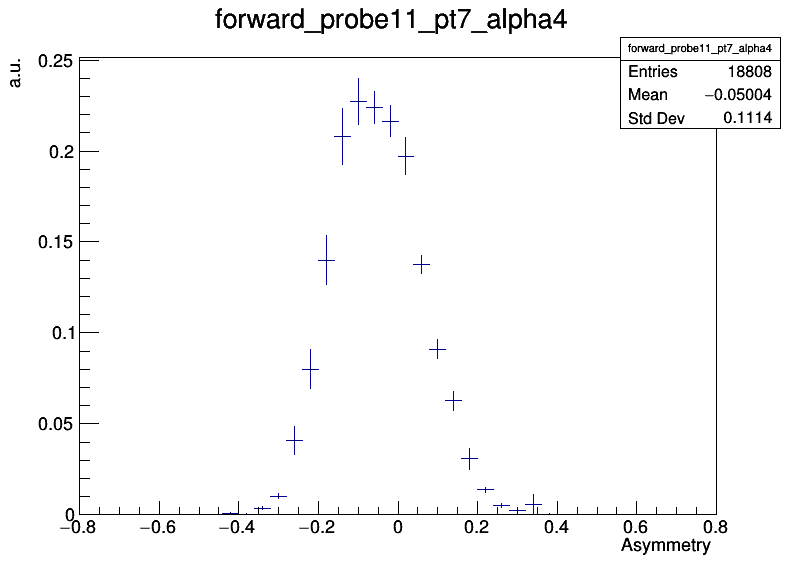 forward_probe11_pt7_alpha4
forward_probe11_pt7_alpha4
Entries 18808
Mean −0.05004
Std Dev 0.1114
a.u.
0.25
0.2
0.15
0.1
0.05
0
−0.8 −0.6 −0.4 −0.2 0 0.2 0.4 0.6 0.8
Asymmetry